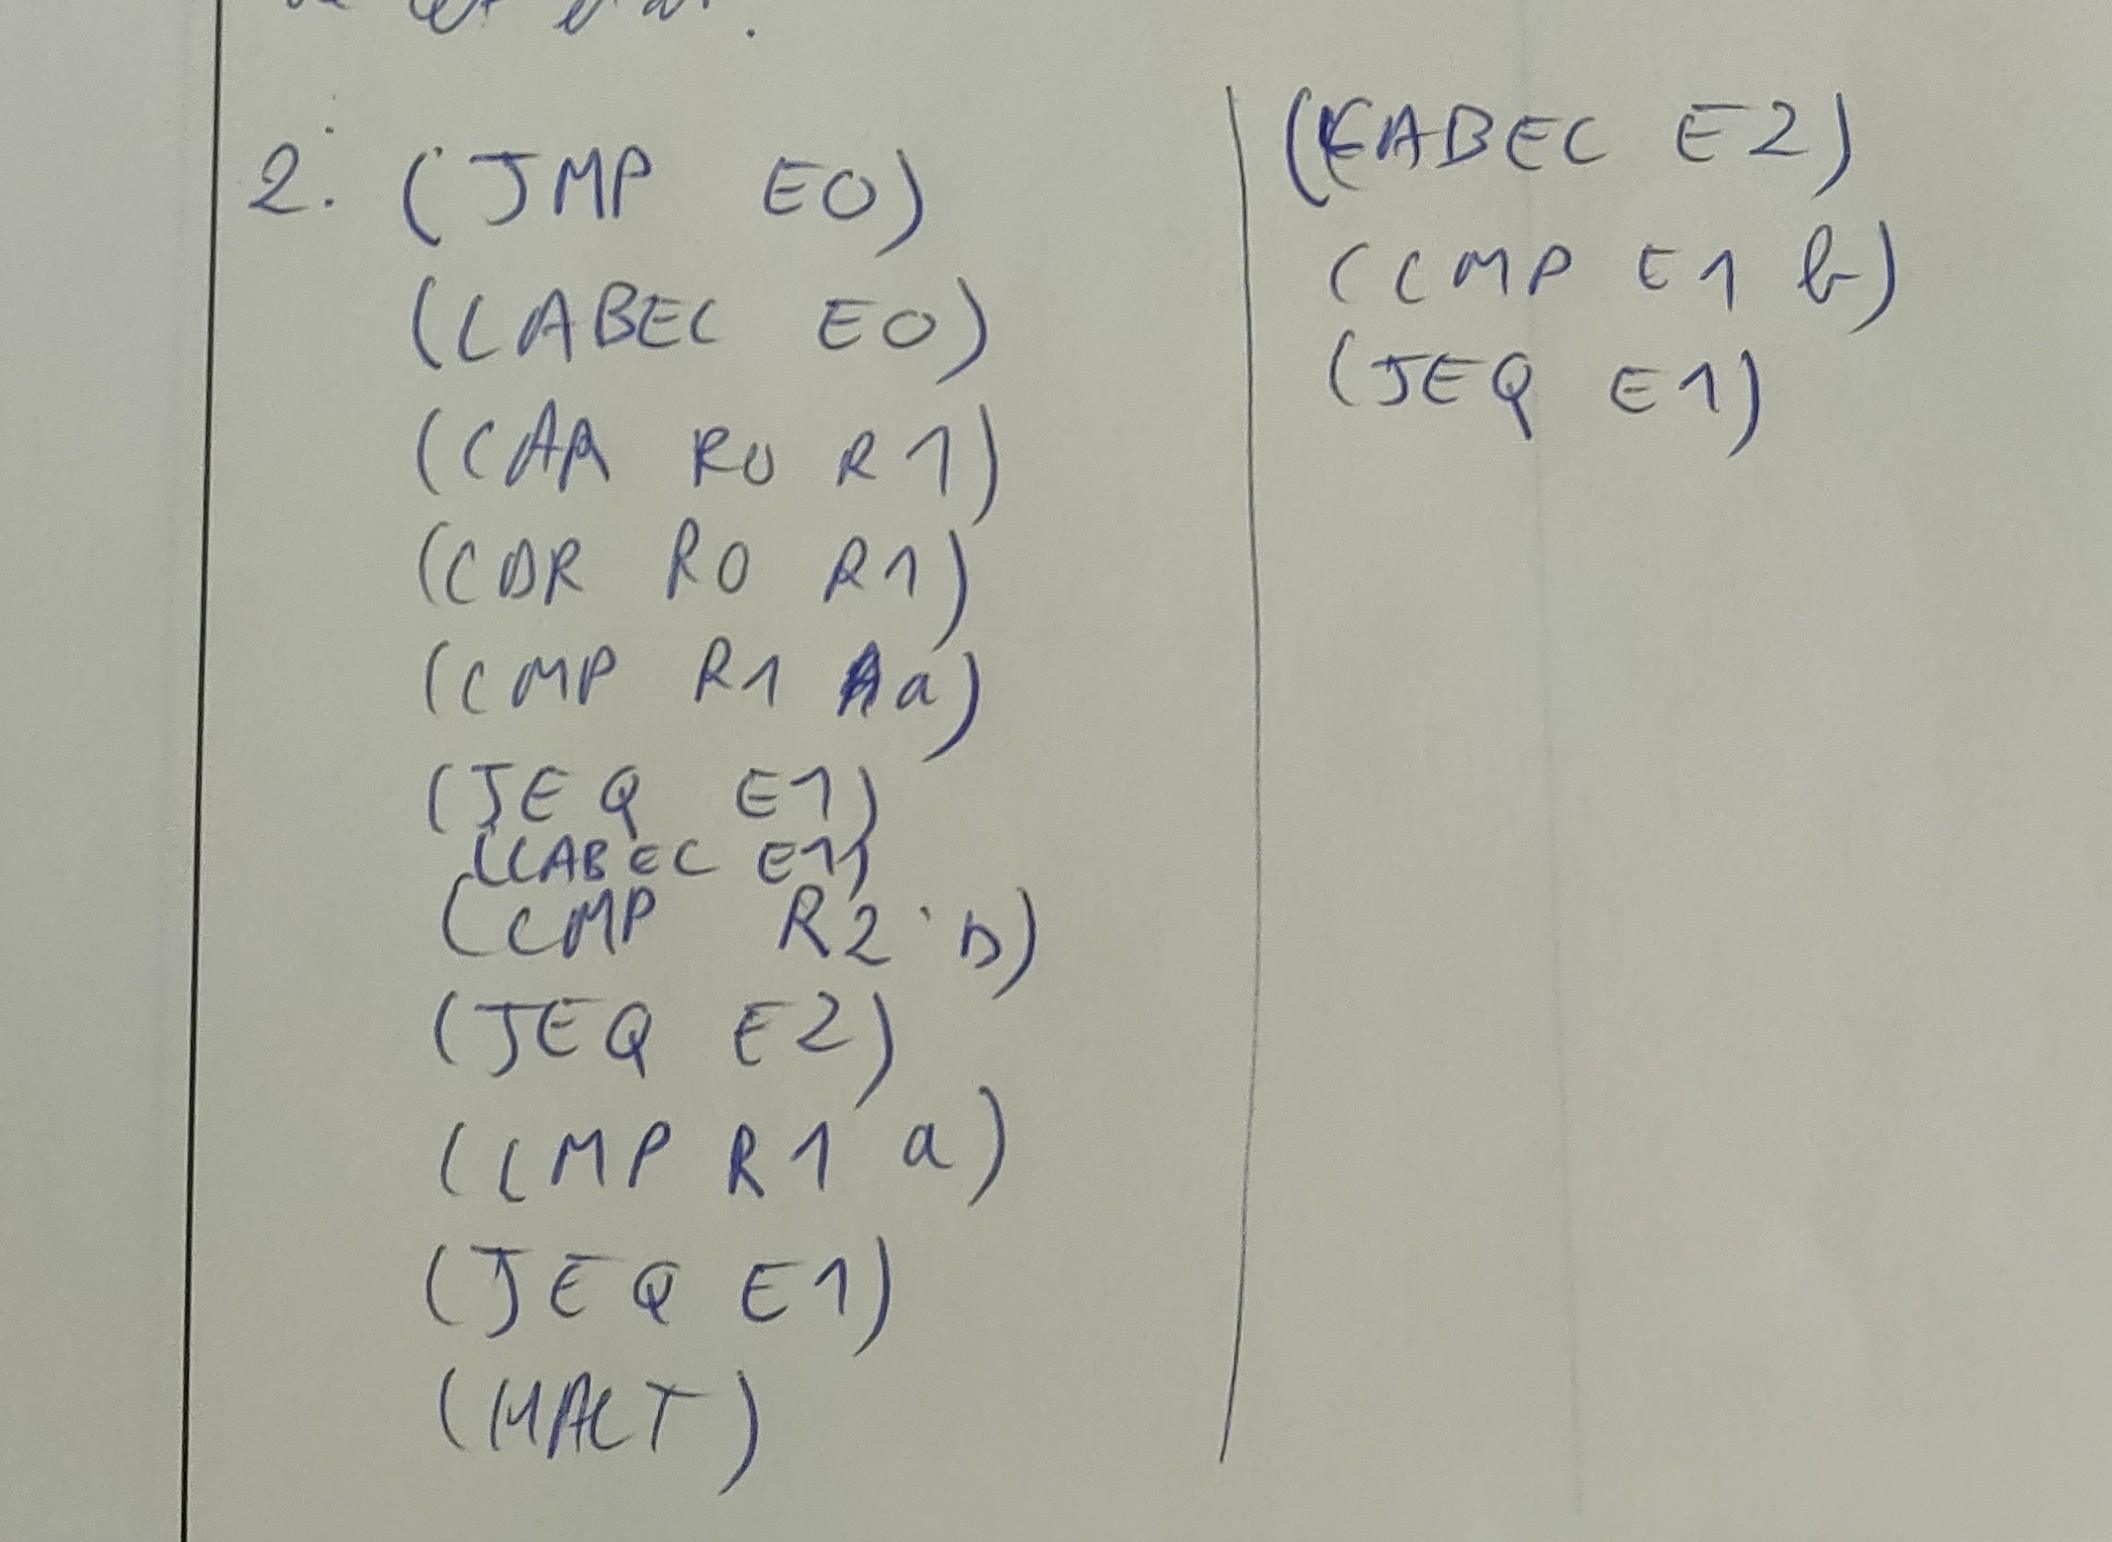 2. (JMP E0)
(LABEL E0)
(CAR R0 R1)
(CDR R0 R1)
(CMP R1 a)
(JEQ E1)
(LABEL E1)
(CMP R2 b)
(JEQ E2)
(CMP R1 a)
(JEQ E1)
(HALT)
(LABEL E2)
(CMP E1 b)
(JEQ E1)